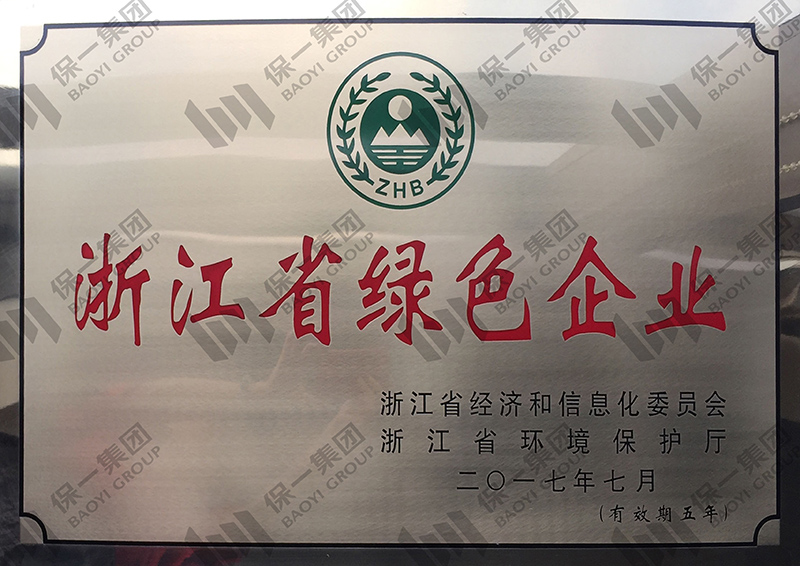 ZHB
浙江省绿色企业
浙江省经济和信息化委员会
浙江省环境保护厅
二〇一七年七月
(有效期五年)
保一集团
BAOYI GROUP